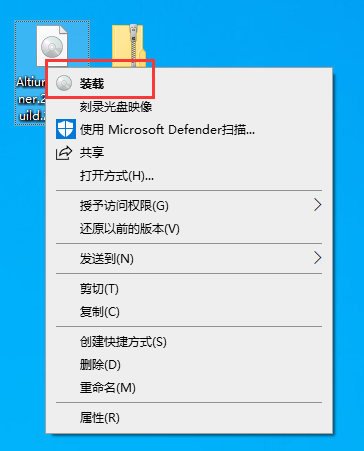 Altiu
ner.2
uild.
装载
刻录光盘映像
使用 Microsoft Defender扫描...
共享
打开方式(H)...
授予访问权限(G)
还原以前的版本(V)
发送到(N)
剪切(T)
复制(C)
创建快捷方式(S)
删除(D)
重命名(M)
属性(R)